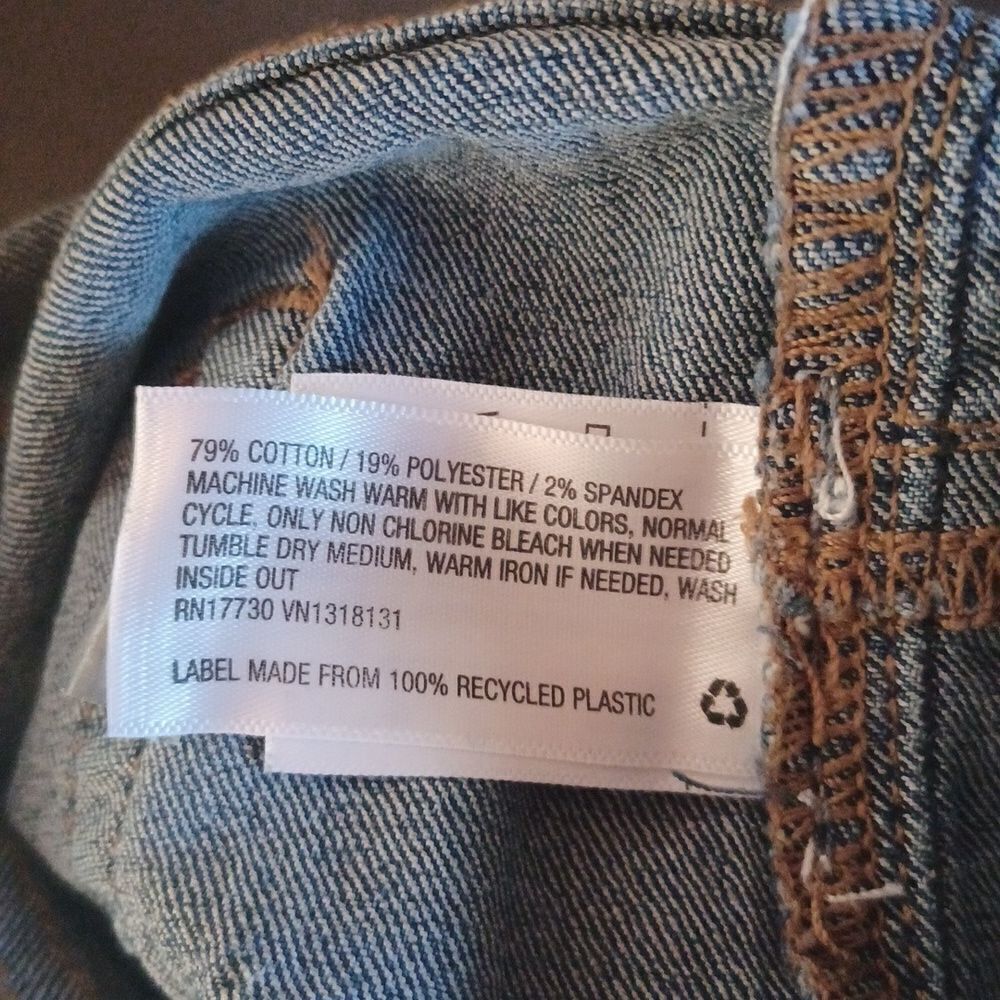 79% COTTON / 19% POLYESTER / 2% SPANDEX
MACHINE WASH WARM WITH LIKE COLORS, NORMAL
CYCLE, ONLY NON CHLORINE BLEACH WHEN NEEDED
TUMBLE DRY MEDIUM, WARM IRON IF NEEDED, WASH
INSIDE OUT
RN17730 VN1318131
LABEL MADE FROM 100% RECYCLED PLASTIC